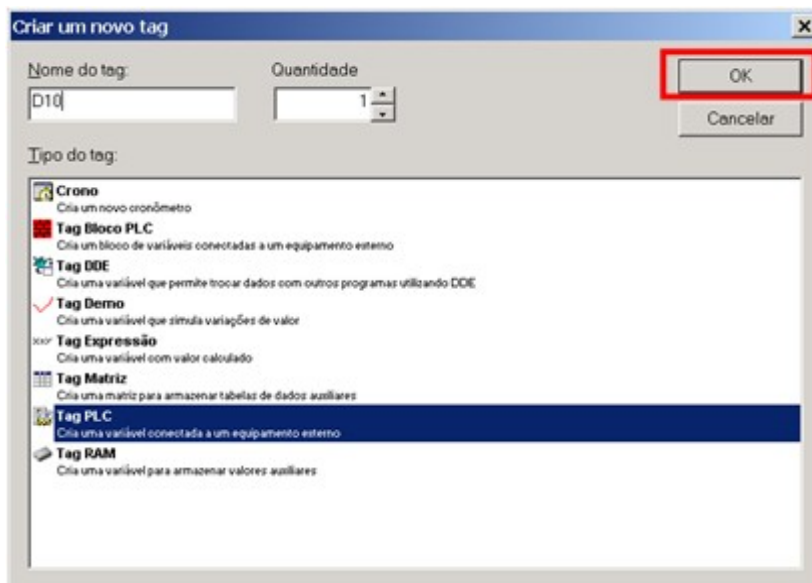 Criar um novo tag
Nome do tag:
Quantidade
D10
1
OK
Cancelar
Tipo do tag:
Crono
Cria um novo cronômetro
Tag Bloco PLC
Cria um bloco de variáveis conectadas a um equipamento externo
Tag DDE
Cria uma variável que permite trocar dados com outros programas utilizando DDE
Tag Demo
Cria uma variável que simula variações de valor
Tag Expressão
Cria uma variável com valor calculado
Tag Matriz
Cria uma matriz para armazenar tabelas de dados auxiliares
Tag PLC
Cria uma variável conectada a um equipamento externo
Tag RAM
Cria uma variável para armazenar valores auxiliares